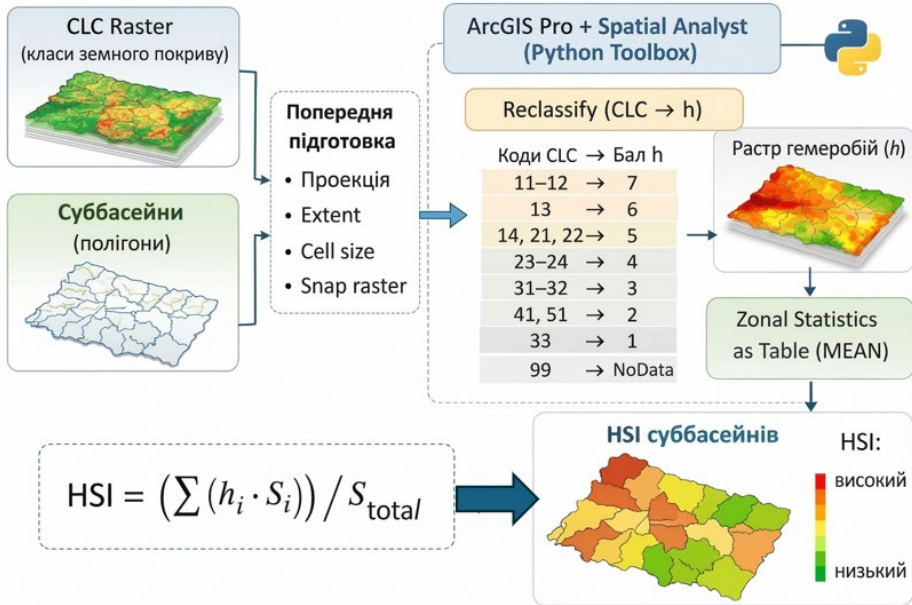 CLC Raster
(класи земного покриву)
Суббасейни
(полігони)
Попередня
підготовка
• Проекція
• Extent
• Cell size
• Snap raster
ArcGIS Pro + Spatial Analyst
(Python Toolbox)
Reclassify (CLC → h)
Коди CLC → Бал h
11–12 → 7
13 → 6
14, 21, 22 → 5
23–24 → 4
31–32 → 3
41, 51 → 2
33 → 1
99 → NoData
Растр гемеробій (h)
Zonal Statistics
as Table (MEAN)
HSI = (∑ (hᵢ · Sᵢ)) / S_total
HSI суббасейнів
HSI:
високий
низький